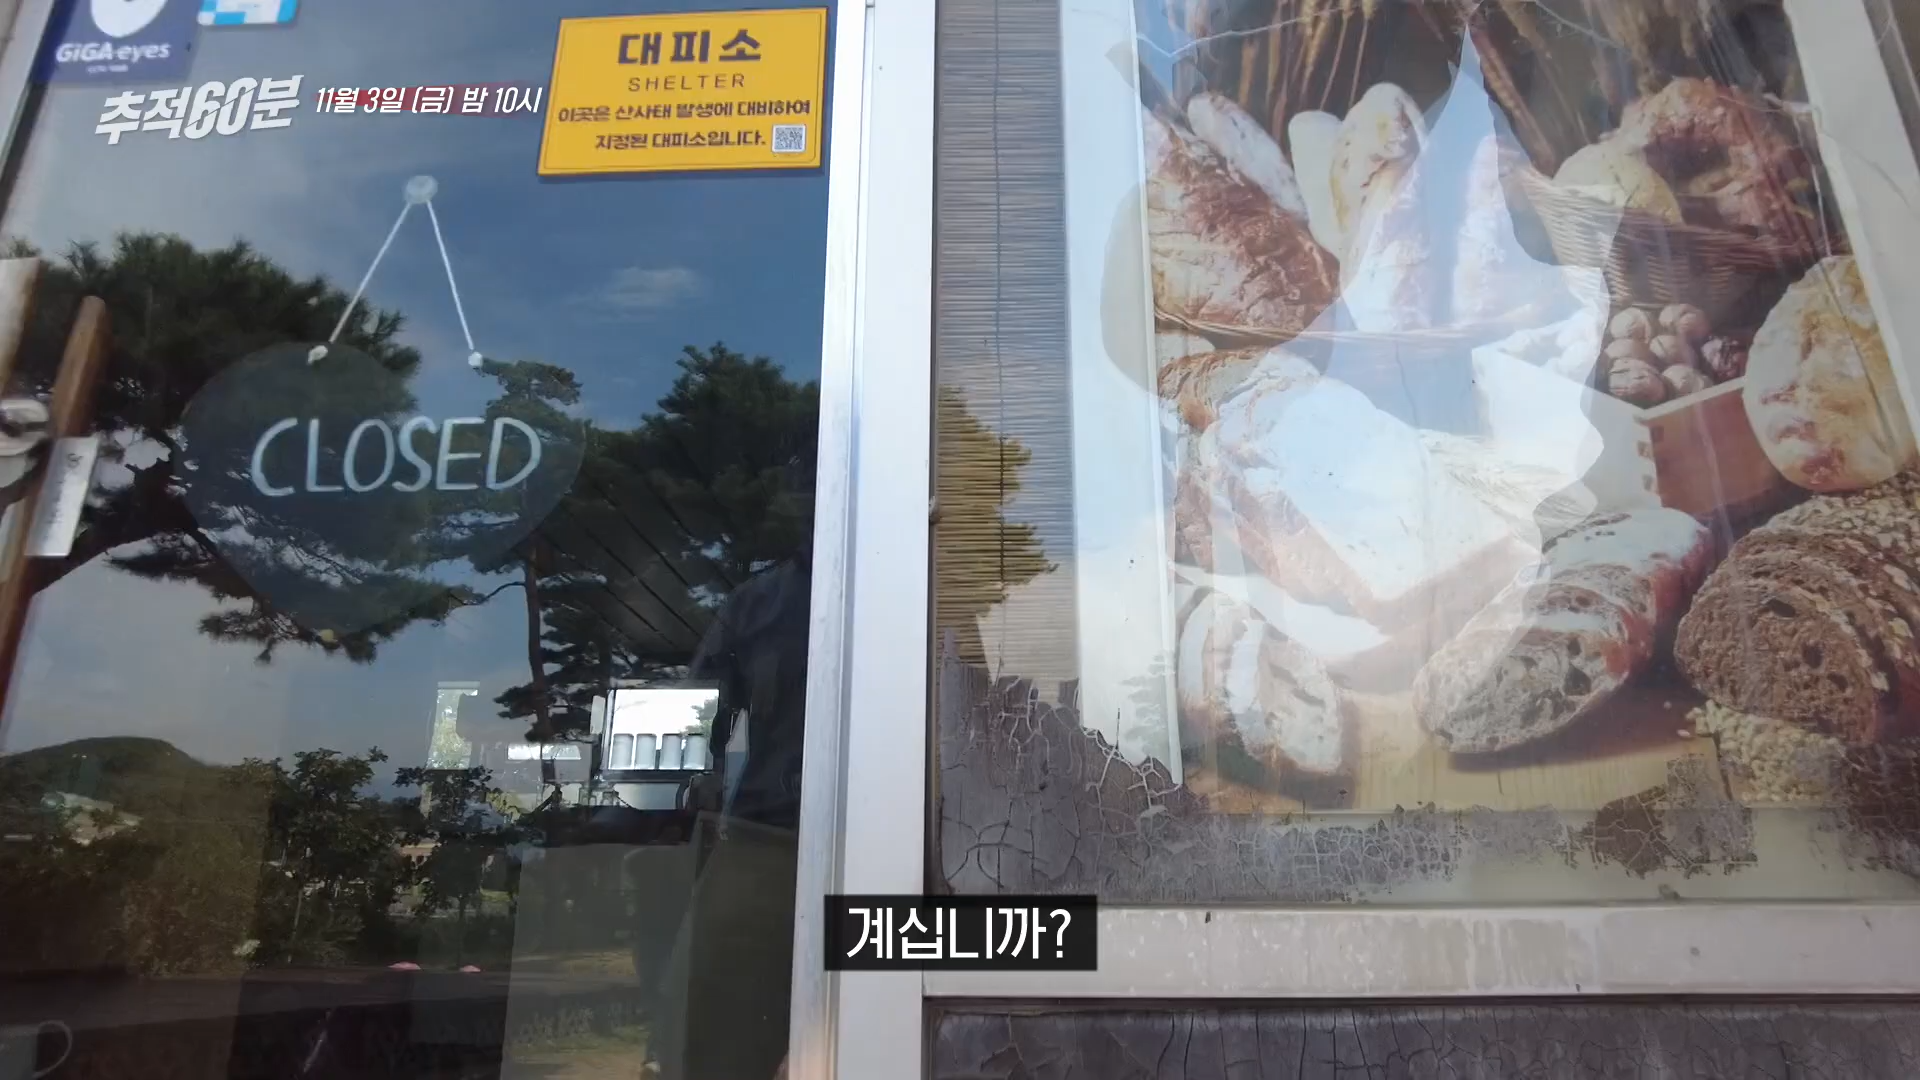 GiGA eyes
추적60분 11월 3일 (금) 밤 10시
대피소
SHELTER
이곳은 산사태 발생에 대비하여
지정된 대피소입니다.
CLOSED
계십니까?